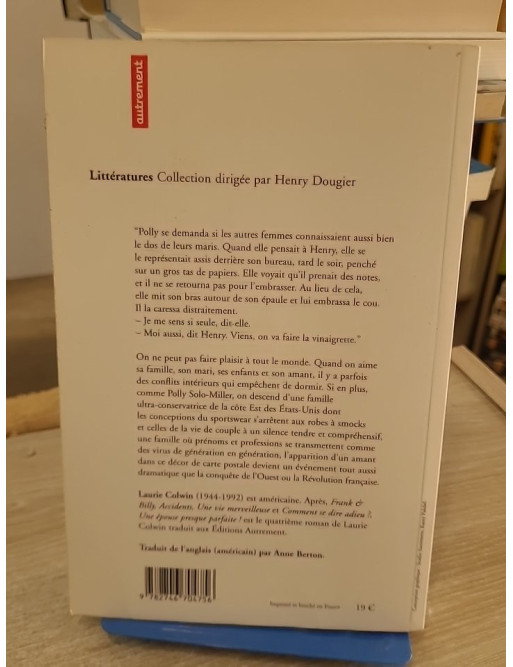 autrement
Littératures Collection dirigée par Henry Dougier
"Polly se demanda si les autres femmes connaissaient aussi bien
le dos de leurs maris. Quand elle pensait à Henry, elle se
le représentait assis derrière son bureau, tard le soir, penché
sur un gros tas de papiers. Elle voyait qu'il prenait des notes,
et il ne se retourna pas pour l'embrasser. Au lieu de cela,
elle mit son bras autour de son épaule et lui embrassa le cou.
Il la caressa distraitement.
– Je me sens si seule, dit-elle.
– Moi aussi, dit Henry. Viens, on va faire la vinaigrette."
On ne peut pas faire plaisir à tout le monde. Quand on aime
sa famille, son mari, ses enfants et son amant, il y a parfois
des conflits intérieurs qui empêchent de dormir. Si en plus,
comme Polly Solo-Miller, on descend d'une famille
ultra-conservatrice de la côte Est des États-Unis dont
les conceptions du sportswear s'arrêtent aux robes à smocks
et celles de la vie de couple à un silence tendre et compréhensif,
une famille où prénoms et professions se transmettent comme
des virus de génération en génération, l'apparition d'un amant
dans ce décor de carte postale devient un événement tout aussi
dramatique que la conquête de l'Ouest ou la Révolution française.
Laurie Colwin (1944-1992) est américaine. Après, Frank &
Billy, Accidents, Une vie merveilleuse et Comment se dire adieu ?,
Une épouse presque parfaite ! est le quatrième roman de Laurie
Colwin traduit aux Éditions Autrement.
Traduit de l'anglais (américain) par Anne Berton.
9 782746 704756
Imprimé et broché en France
19 €